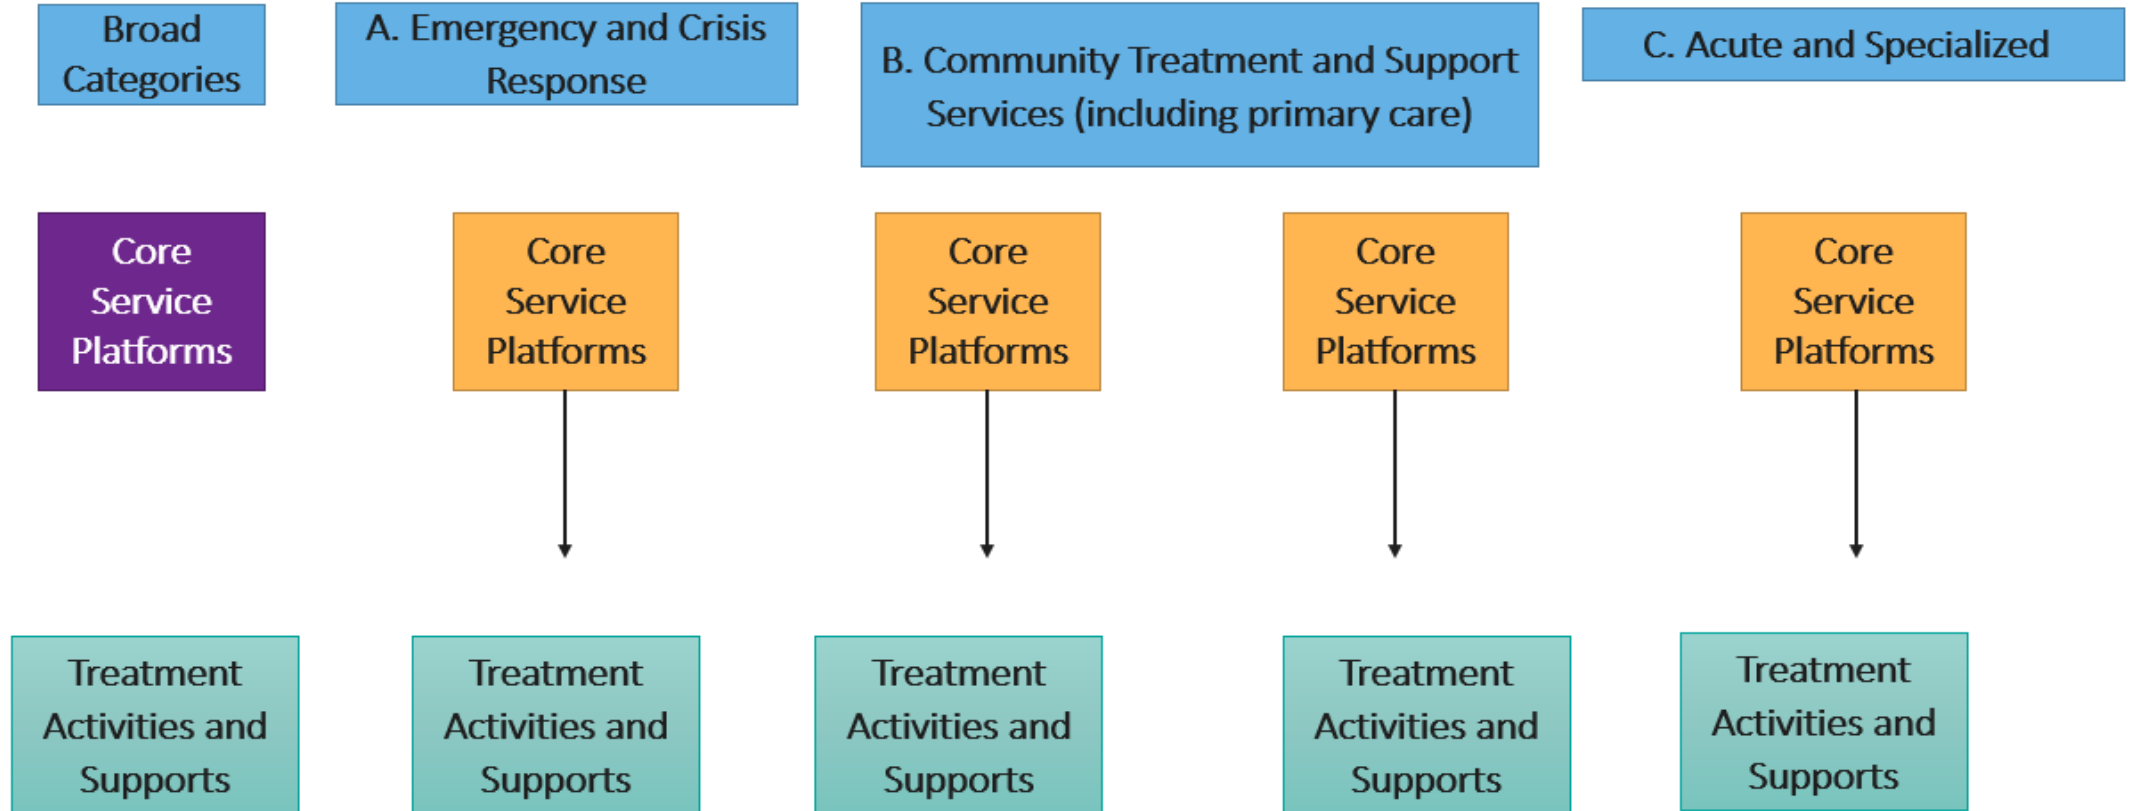 Broad
Categories
A. Emergency and Crisis
Response
B. Community Treatment and Support
Services (including primary care)
C. Acute and Specialized
Core
Service
Platforms
Core
Service
Platforms
Core
Service
Platforms
Core
Service
Platforms
Core
Service
Platforms
Treatment
Activities and
Supports
Treatment
Activities and
Supports
Treatment
Activities and
Supports
Treatment
Activities and
Supports
Treatment
Activities and
Supports